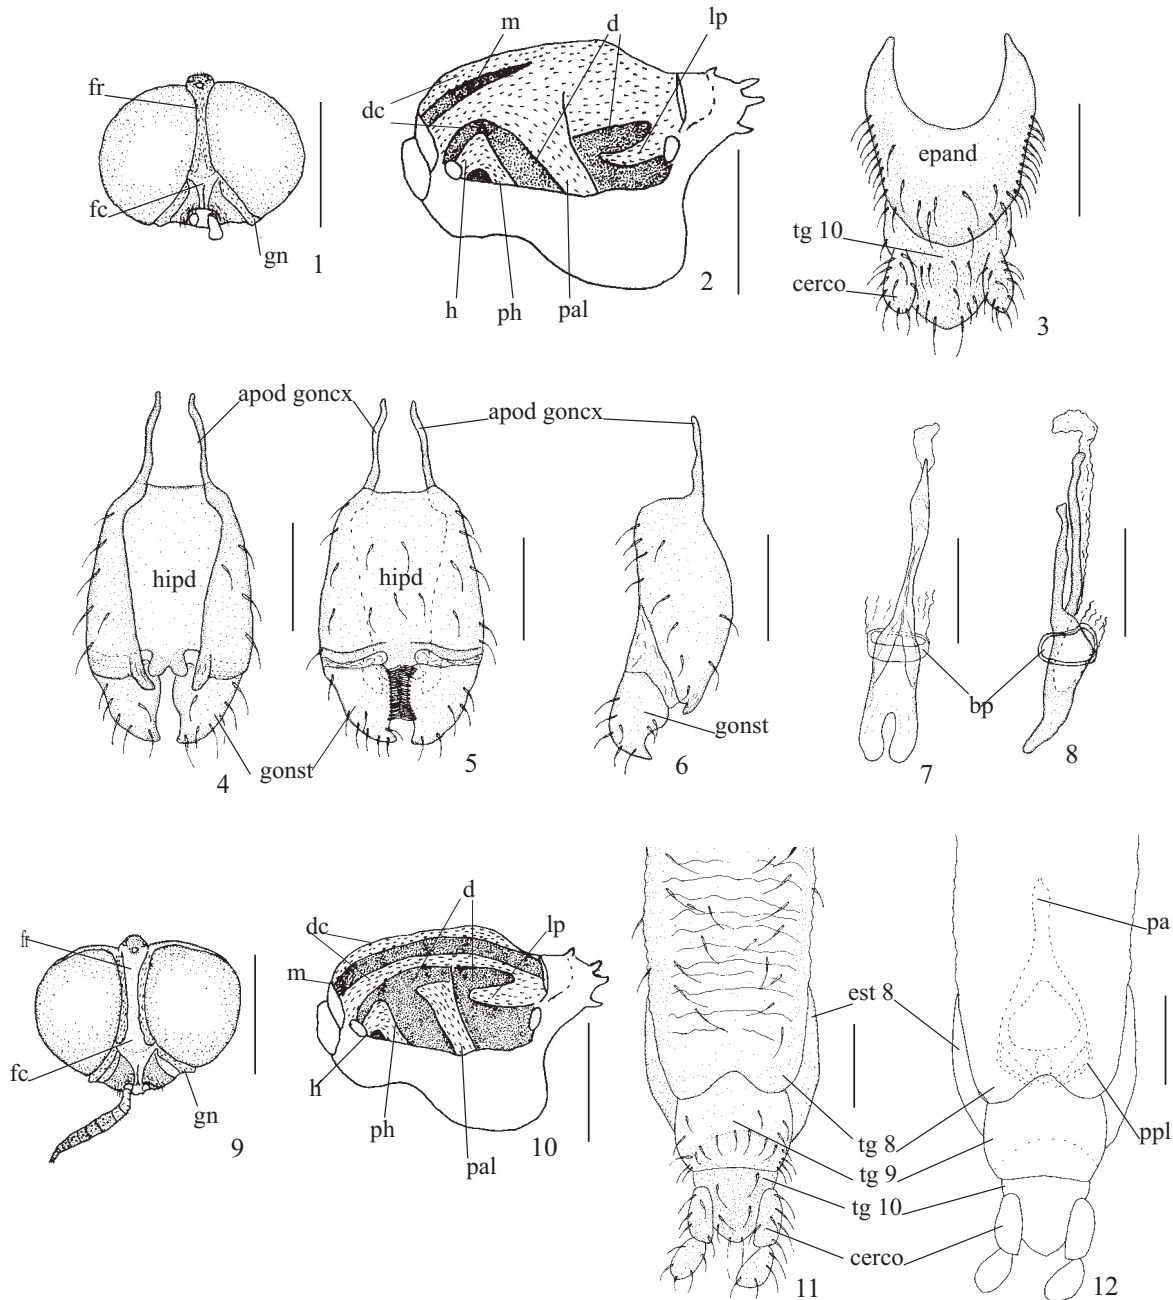 m
d
lp
fr
dc
dc
epand
fc
tg 10
gn
cerco
1
2
3
h
ph
pal
apod goncx
apod goncx
hipd
hipd
bp
gonst
gonst
4
5
6
7
8
d
lp
dc
fr
m
pa
est 8
fc
h
gn
ph
pal
tg 8
ppl
tg 9
tg 10
cerco
9
10
11
12